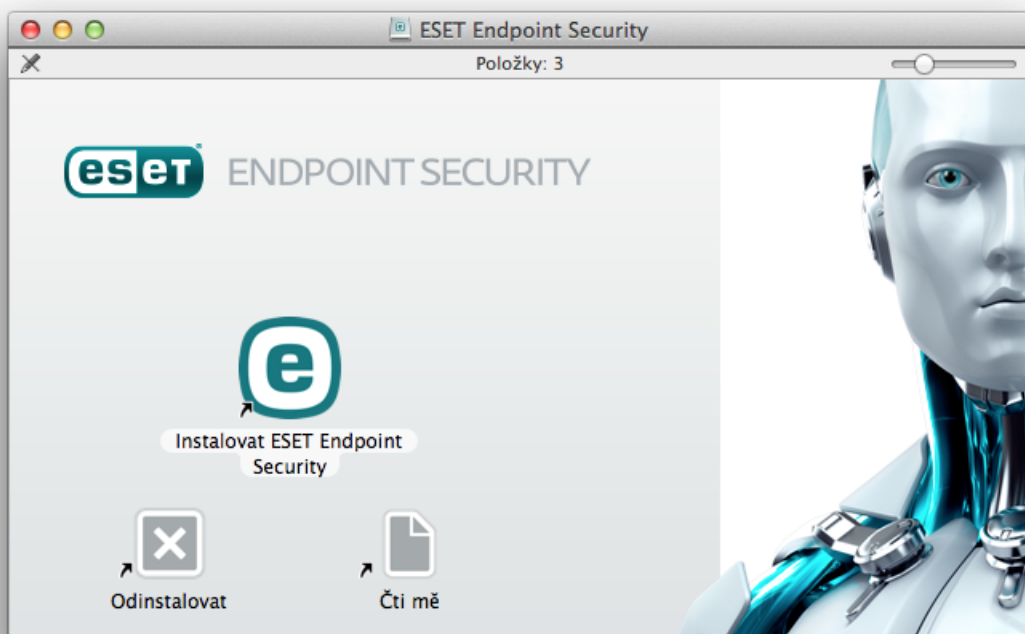 ESET Endpoint Security
Položky: 3
eset ENDPOINT SECURITY
e
Instalovat ESET Endpoint
Security
Odinstalovat
Čti mě